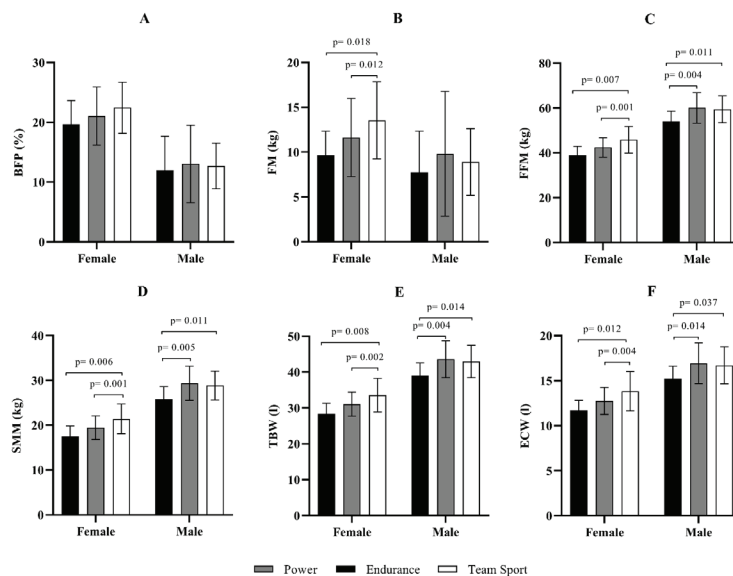 A
BFP (%)
30
20
10
0
Female Male
B
FM (kg)
20
15
10
5
0
p= 0.018
p= 0.012
Female Male
C
FFM (kg)
80
60
40
20
0
p= 0.007
p= 0.001
p= 0.011
p= 0.004
Female Male
D
SMM (kg)
40
30
20
10
0
p= 0.006
p= 0.001
p= 0.011
p= 0.005
Female Male
E
TBW (l)
50
40
30
20
10
0
p= 0.008
p= 0.002
p= 0.014
p= 0.004
Female Male
F
ECW (l)
20
15
10
5
0
p= 0.012
p= 0.004
p= 0.037
p= 0.014
Female Male
Power Endurance Team Sport